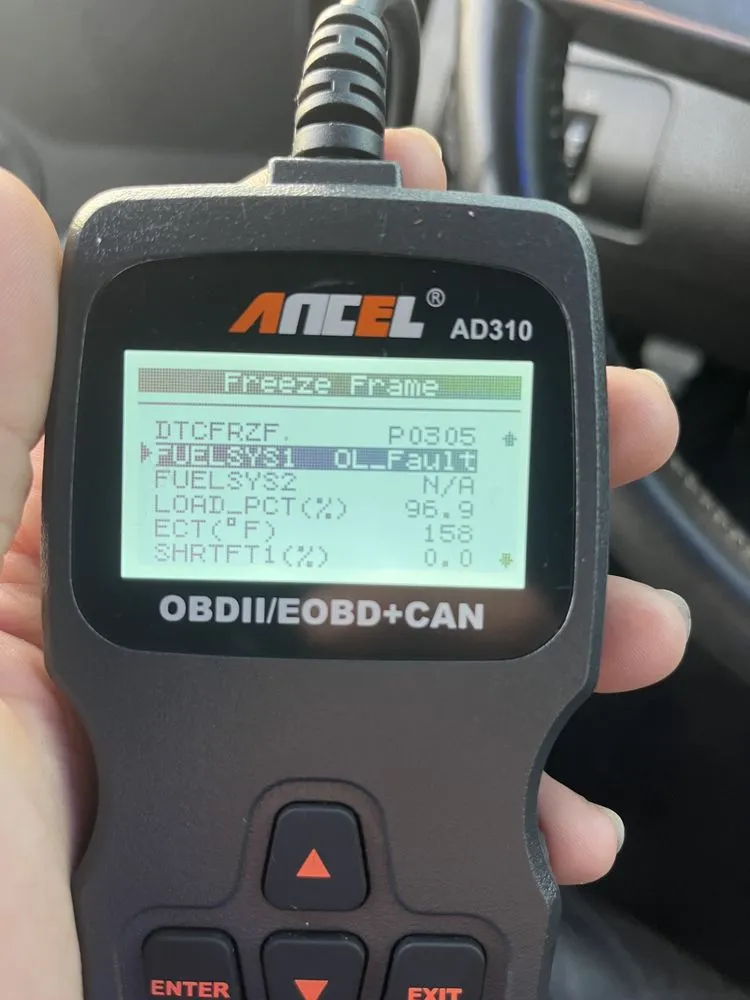 ANCEL®
AD310
Freeze Frame
DTCFRZF. P0305
FUELSYS1 OL_Fault
FUELSYS2 N/A
LOAD_PCT(%) 96.9
ECT(°F) 158
SHRTFT1(%) 0.0
OBDII/EOBD+CAN
ENTER
EXIT